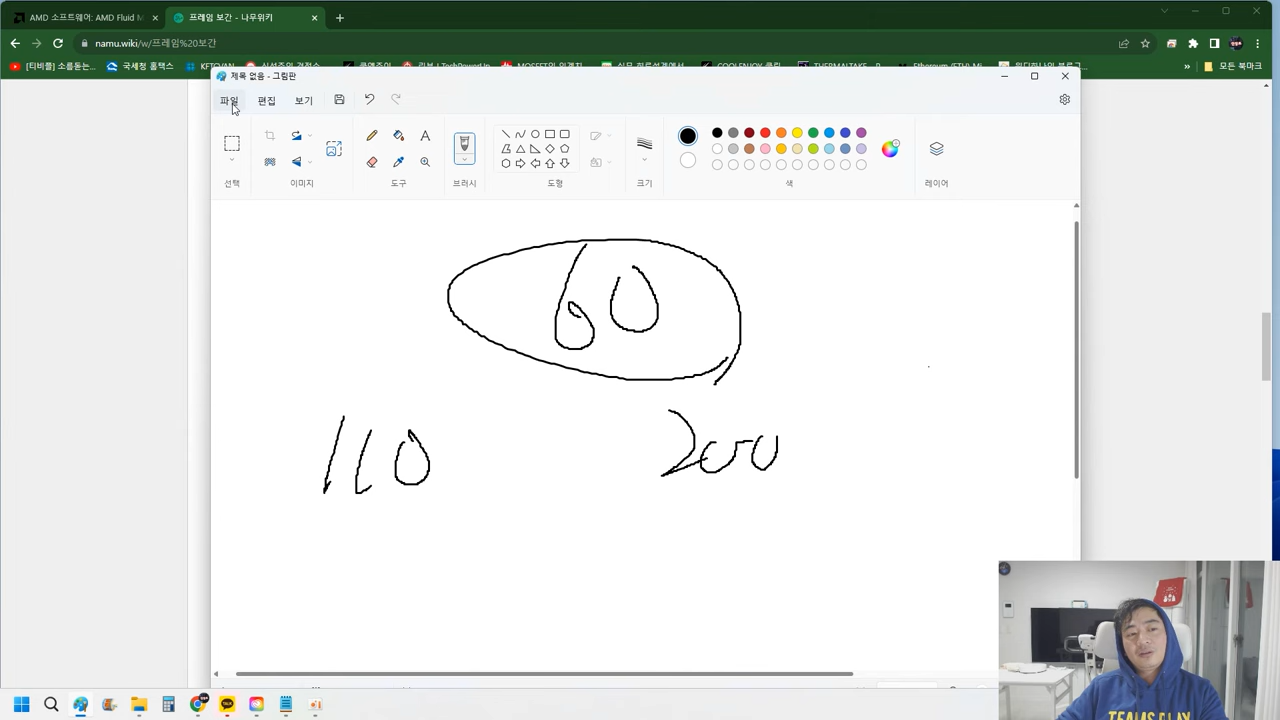 AMD 소프트웨어: AMD Fluid M
프레임 보간 - 나무위키
namu.wiki/w/프레임%20보간
국세청 홈택스
모든 북마크
제목 없음 - 그림판
파일 편집 보기
선택 이미지 도구 브러시 도형 크기 색 레이어
60
110 200
TEAMS PLAY